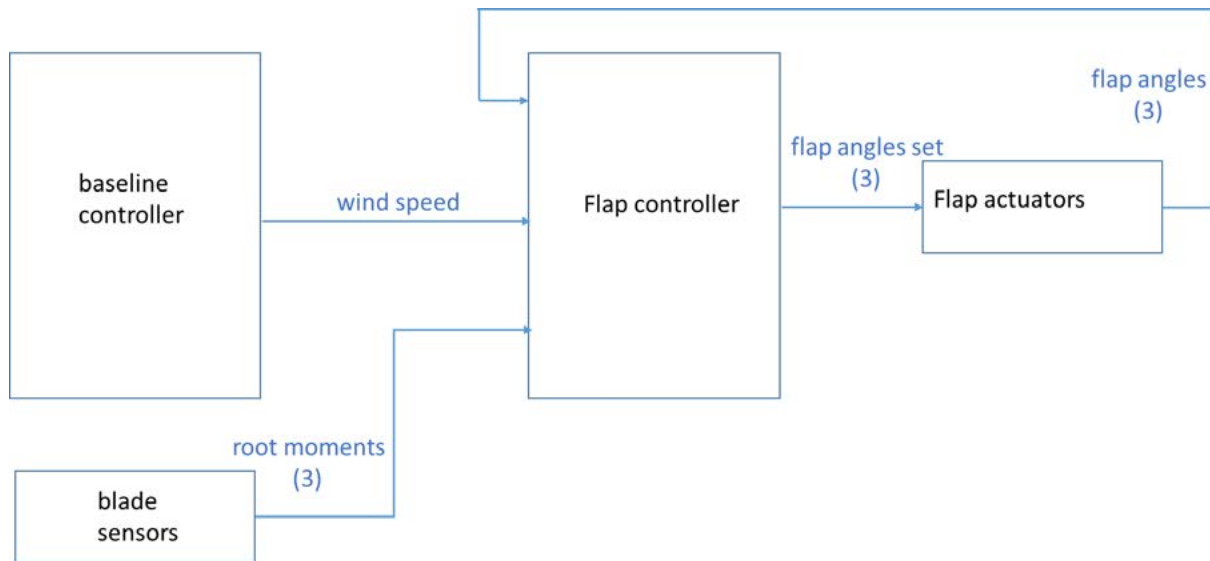 baseline
controller
wind speed
Flap controller
flap angles set
(3)
Flap actuators
flap angles
(3)
root moments
(3)
blade
sensors